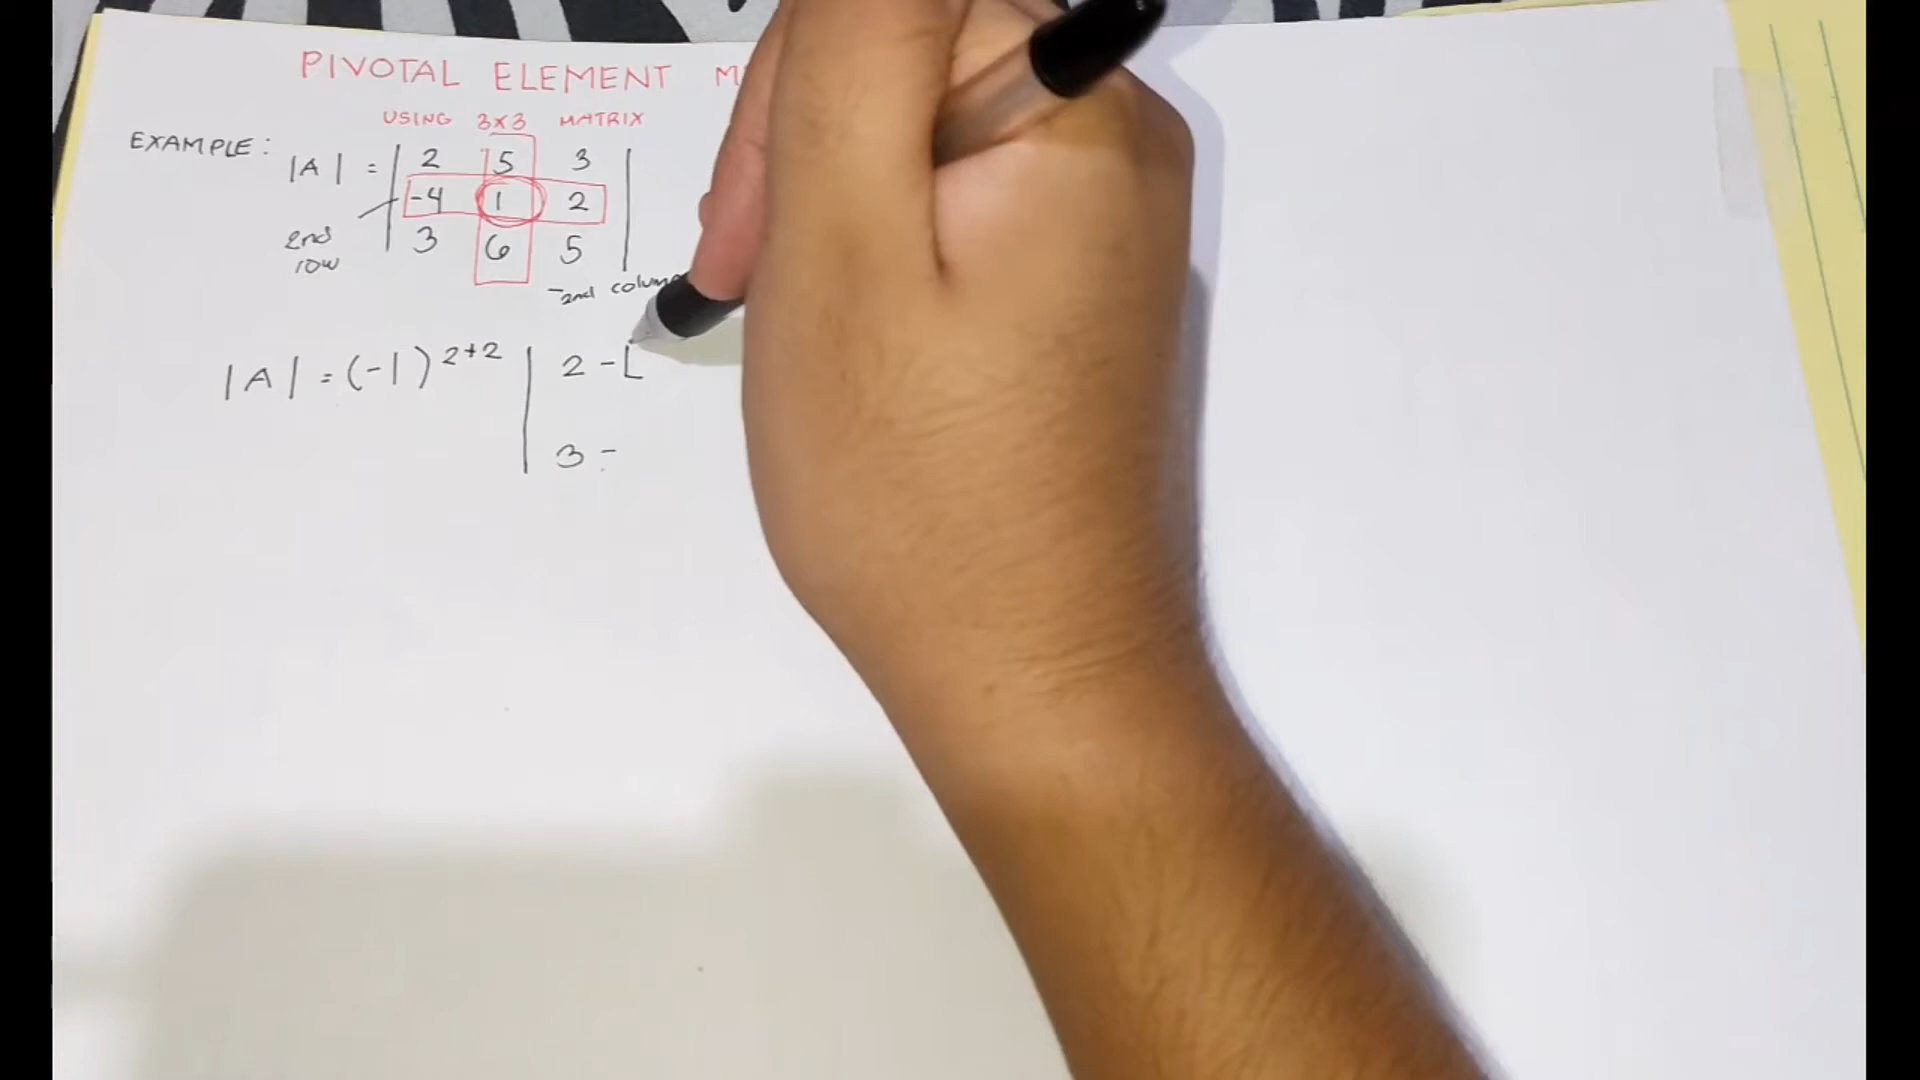 PIVOTAL ELEMENT
USING 3x3 MATRIX
EXAMPLE:
|A| = | 2 5 3 |
-4 1 2
3 6 5
2nd
row
2nd column
|A| = (-1)^2+2 | 2 - [
3 -